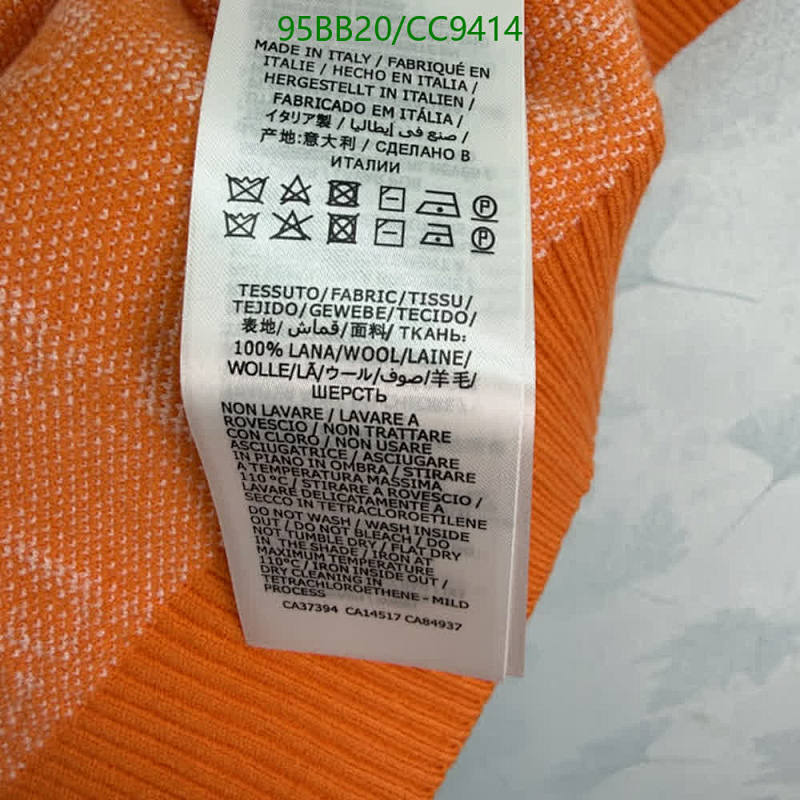 95BB20/CC9414
MADE IN ITALY / FABRIQUÉ EN
ITALIE / HECHO EN ITALIA /
HERGESTELLT IN ITALIEN /
FABRICADO EM ITÁLIA /
イタリア製 / صنع في إيطاليا /
产地:意大利 / СДЕЛАНО В
ИТАЛИИ
P
P
TESSUTO/FABRIC/TISSU/
TEJIDO/GEWEBE/TECIDO/
表地/ قماش/面料/ ТКАНЬ:
100% LANA/WOOL/LAINE/
WOLLE/LÃ/ウール/صوف/羊毛/
ШЕРСТЬ
NON LAVARE / LAVARE A
ROVESCIO / NON TRATTARE
CON CLORO / NON USARE
ASCIUGATRICE / ASCIUGARE
IN PIANO IN OMBRA / STIRARE
A TEMPERATURA MASSIMA
110 °C / STIRARE A ROVESCIO /
LAVARE DELICATAMENTE A
SECCO IN TETRACLOROETILENE
DO NOT WASH / WASH INSIDE
OUT / DO NOT BLEACH / DO
NOT TUMBLE DRY / FLAT DRY
IN THE SHADE / IRON AT
MAXIMUM TEMPERATURE
110°C / IRON INSIDE OUT /
DRY CLEANING IN
TETRACHLOROETHENE - MILD
PROCESS
CA37394 CA14517 CA84937